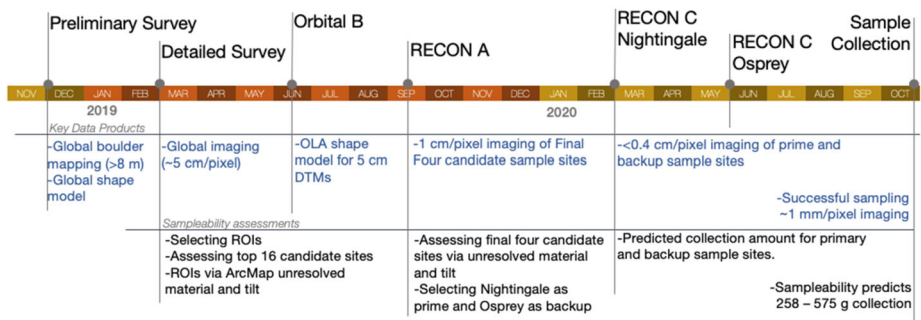 Preliminary Survey
Detailed Survey
Orbital B
RECON A
RECON C
Nightingale
RECON C
Osprey
Sample
Collection
NOV DEC JAN FEB MAR APR MAY JUN JUL AUG SEP OCT NOV DEC JAN FEB MAR APR MAY JUN JUL AUG SEP OCT
2019
2020
Key Data Products
-Global boulder
mapping (>8 m)
-Global shape
model
-Global imaging
(~5 cm/pixel)
-OLA shape
model for 5 cm
DTMs
-1 cm/pixel imaging of Final
Four candidate sample sites
-<0.4 cm/pixel imaging of prime and
backup sample sites
-Successful sampling
~1 mm/pixel imaging
Sampleability assessments
-Selecting ROIs
-Assessing top 16 candidate sites
-ROIs via ArcMap unresolved
material and tilt
-Assessing final four candidate
sites via unresolved material
and tilt
-Selecting Nightingale as
prime and Osprey as backup
-Predicted collection amount for primary
and backup sample sites.
-Sampleability predicts
258 – 575 g collection